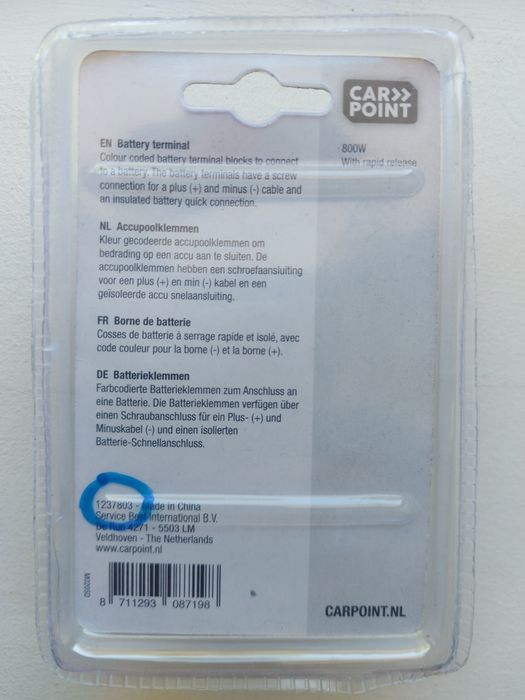 CAR>>
POINT
EN Battery terminal
Colour coded battery terminal blocks to connect
to a battery. The battery terminals have a screw
connection for a plus (+) and minus (-) cable and
an insulated battery quick connection.
800W
With rapid release
NL Accupoolklemmen
Kleur gecodeerde accupoolklemmen om
bedrading op een accu aan te sluiten. De
accupoolklemmen hebben een schroefaansluiting
voor een plus (+) en min (-) kabel en een
geïsoleerde accu snelaansluiting.
FR Borne de batterie
Cosses de batterie à serrage rapide et isolé, avec
code couleur pour la borne (-) et la borne (+).
DE Batterieklemmen
Farbcodierte Batterieklemmen zum Anschluss an
eine Batterie. Die Batterieklemmen verfügen über
einen Schraubanschluss für ein Plus- (+) und
Minuskabel (-) und einen isolierten
Batterie-Schnellanschluss.
1237803 - Made in China
Service Best International B.V.
De Run 4271 - 5503 LM
Veldhoven - The Netherlands
www.carpoint.nl
8 711293 087198
CARPOINT.NL